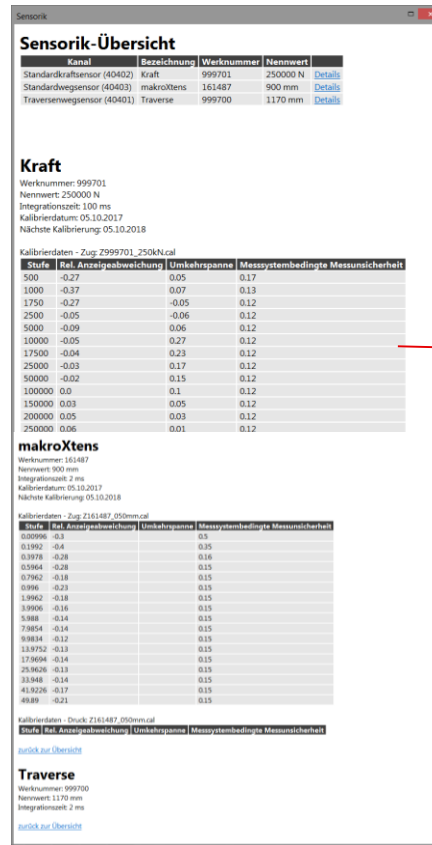 Sensorik
Sensorik-Übersicht
Kanal Bezeichnung Werknummer Nennwert
Standardkraftsensor (40402) Kraft 999701 250000 N Details
Standardwegsensor (40403) makroXtens 161487 900 mm Details
Traversenwegsensor (40401) Traverse 999700 1170 mm Details
Kraft
Werknummer: 999701
Nennwert: 250000 N
Integrationszeit: 100 ms
Kalibrierdatum: 05.10.2017
Nächste Kalibrierung: 05.10.2018
Kalibrierdaten - Zug: Z999701_250kN.cal
Stufe Rel. Anzeigeabweichung Umkehrspanne Messsystembedingte Messunsicherheit
500 -0.27 0.05 0.17
1000 -0.37 0.07 0.13
1750 -0.27 -0.05 0.12
2500 -0.05 -0.06 0.12
5000 -0.09 0.06 0.12
10000 -0.05 0.27 0.12
17500 -0.04 0.23 0.12
25000 -0.03 0.17 0.12
50000 -0.02 0.15 0.12
100000 0.0 0.1 0.12
150000 0.03 0.05 0.12
200000 0.05 0.03 0.12
250000 0.06 0.01 0.12
makroXtens
Werknummer: 161487
Nennwert: 900 mm
Integrationszeit: 2 ms
Kalibrierdatum: 05.10.2017
Nächste Kalibrierung: 05.10.2018
Kalibrierdaten - Zug: Z161487_050mm.cal
Stufe Rel. Anzeigeabweichung Umkehrspanne Messsystembedingte Messunsicherheit
0.00996 -0.3 0.5
0.1992 -0.4 0.35
0.3978 -0.28 0.16
0.5964 -0.28 0.15
0.7962 -0.18 0.15
0.996 -0.23 0.15
1.9962 -0.18 0.15
3.9906 -0.16 0.15
5.988 -0.14 0.15
7.9854 -0.14 0.15
9.9834 -0.12 0.15
13.9752 -0.13 0.15
17.9694 -0.14 0.15
25.9626 -0.13 0.15
33.948 -0.14 0.15
41.9226 -0.17 0.15
49.89 -0.21 0.15
Kalibrierdaten - Druck: Z161487_050mm.cal
Stufe Rel. Anzeigeabweichung Umkehrspanne Messsystembedingte Messunsicherheit
zurück zur Übersicht
Traverse
Werknummer: 999700
Nennwert: 1170 mm
Integrationszeit: 2 ms
zurück zur Übersicht